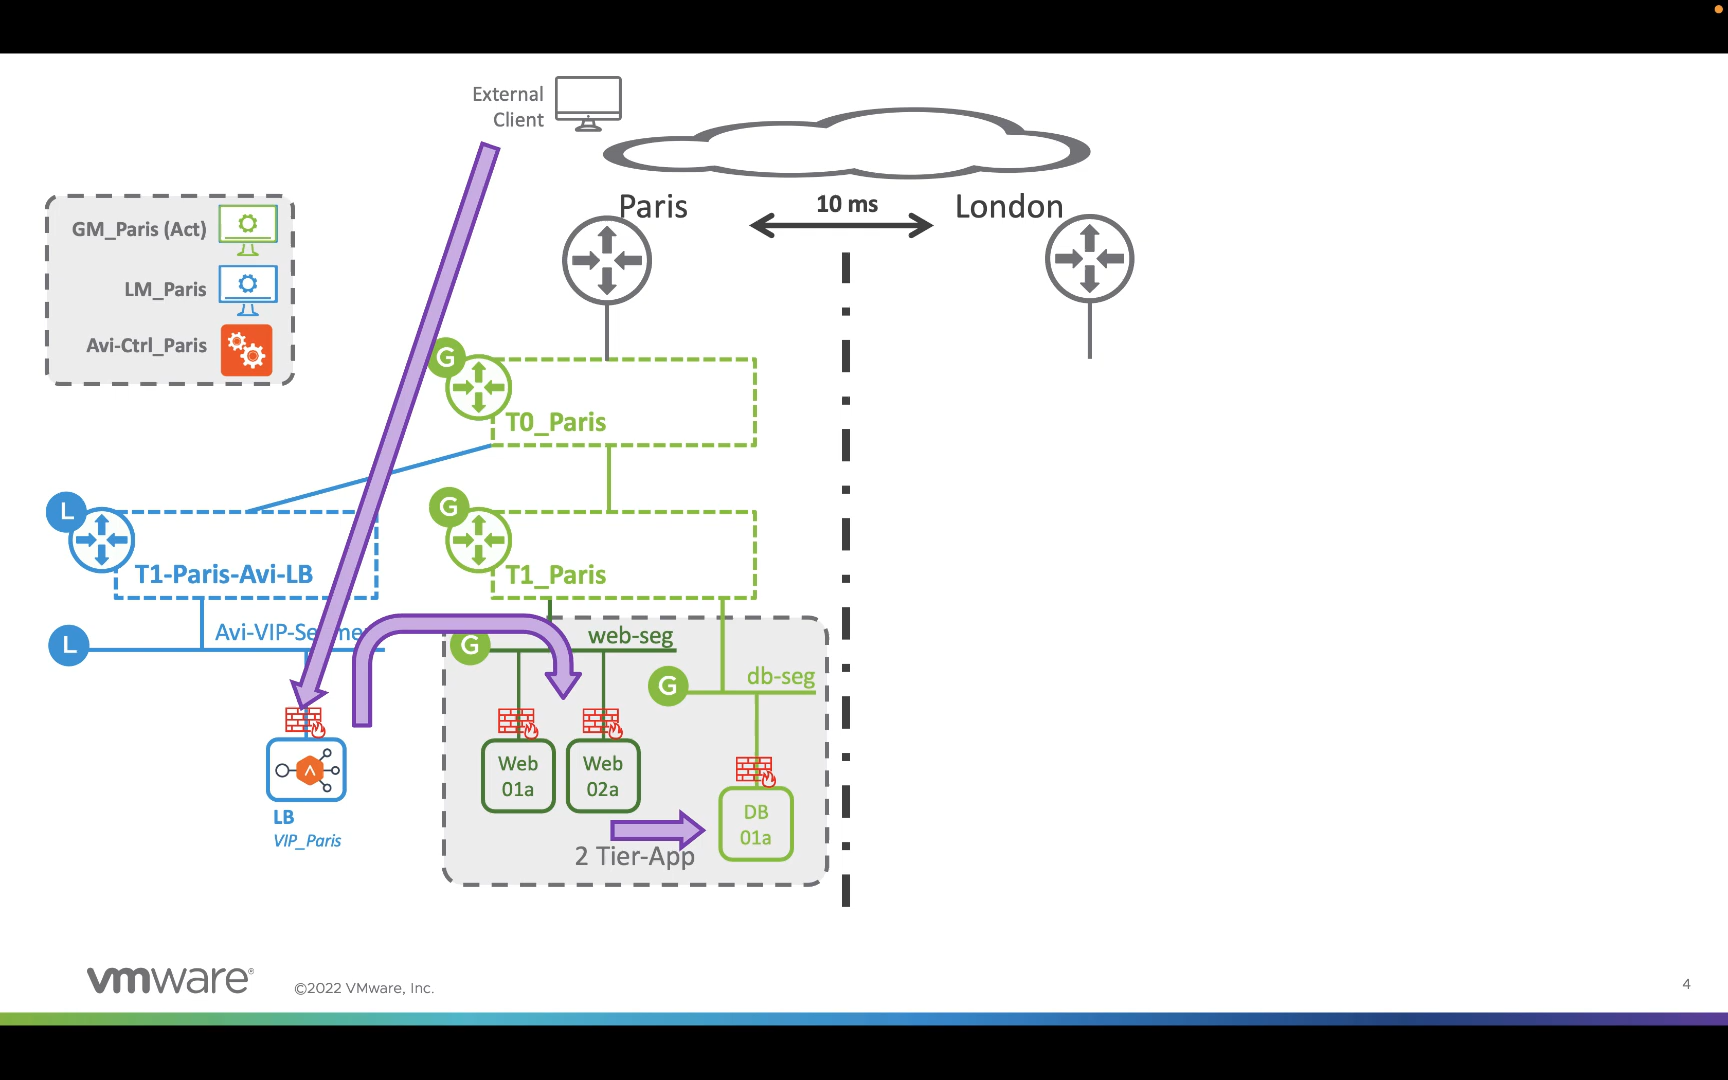 External
Client
Paris
10 ms
London
GM_Paris (Act)
LM_Paris
Avi-Ctrl_Paris
G
T0_Paris
L
T1-Paris-Avi-LB
G
T1_Paris
L
G
web-seg
G
db-seg
Web
01a
Web
02a
DB
01a
LB
VIP_Paris
2 Tier-App
vmware®
©2022 VMware, Inc.
4